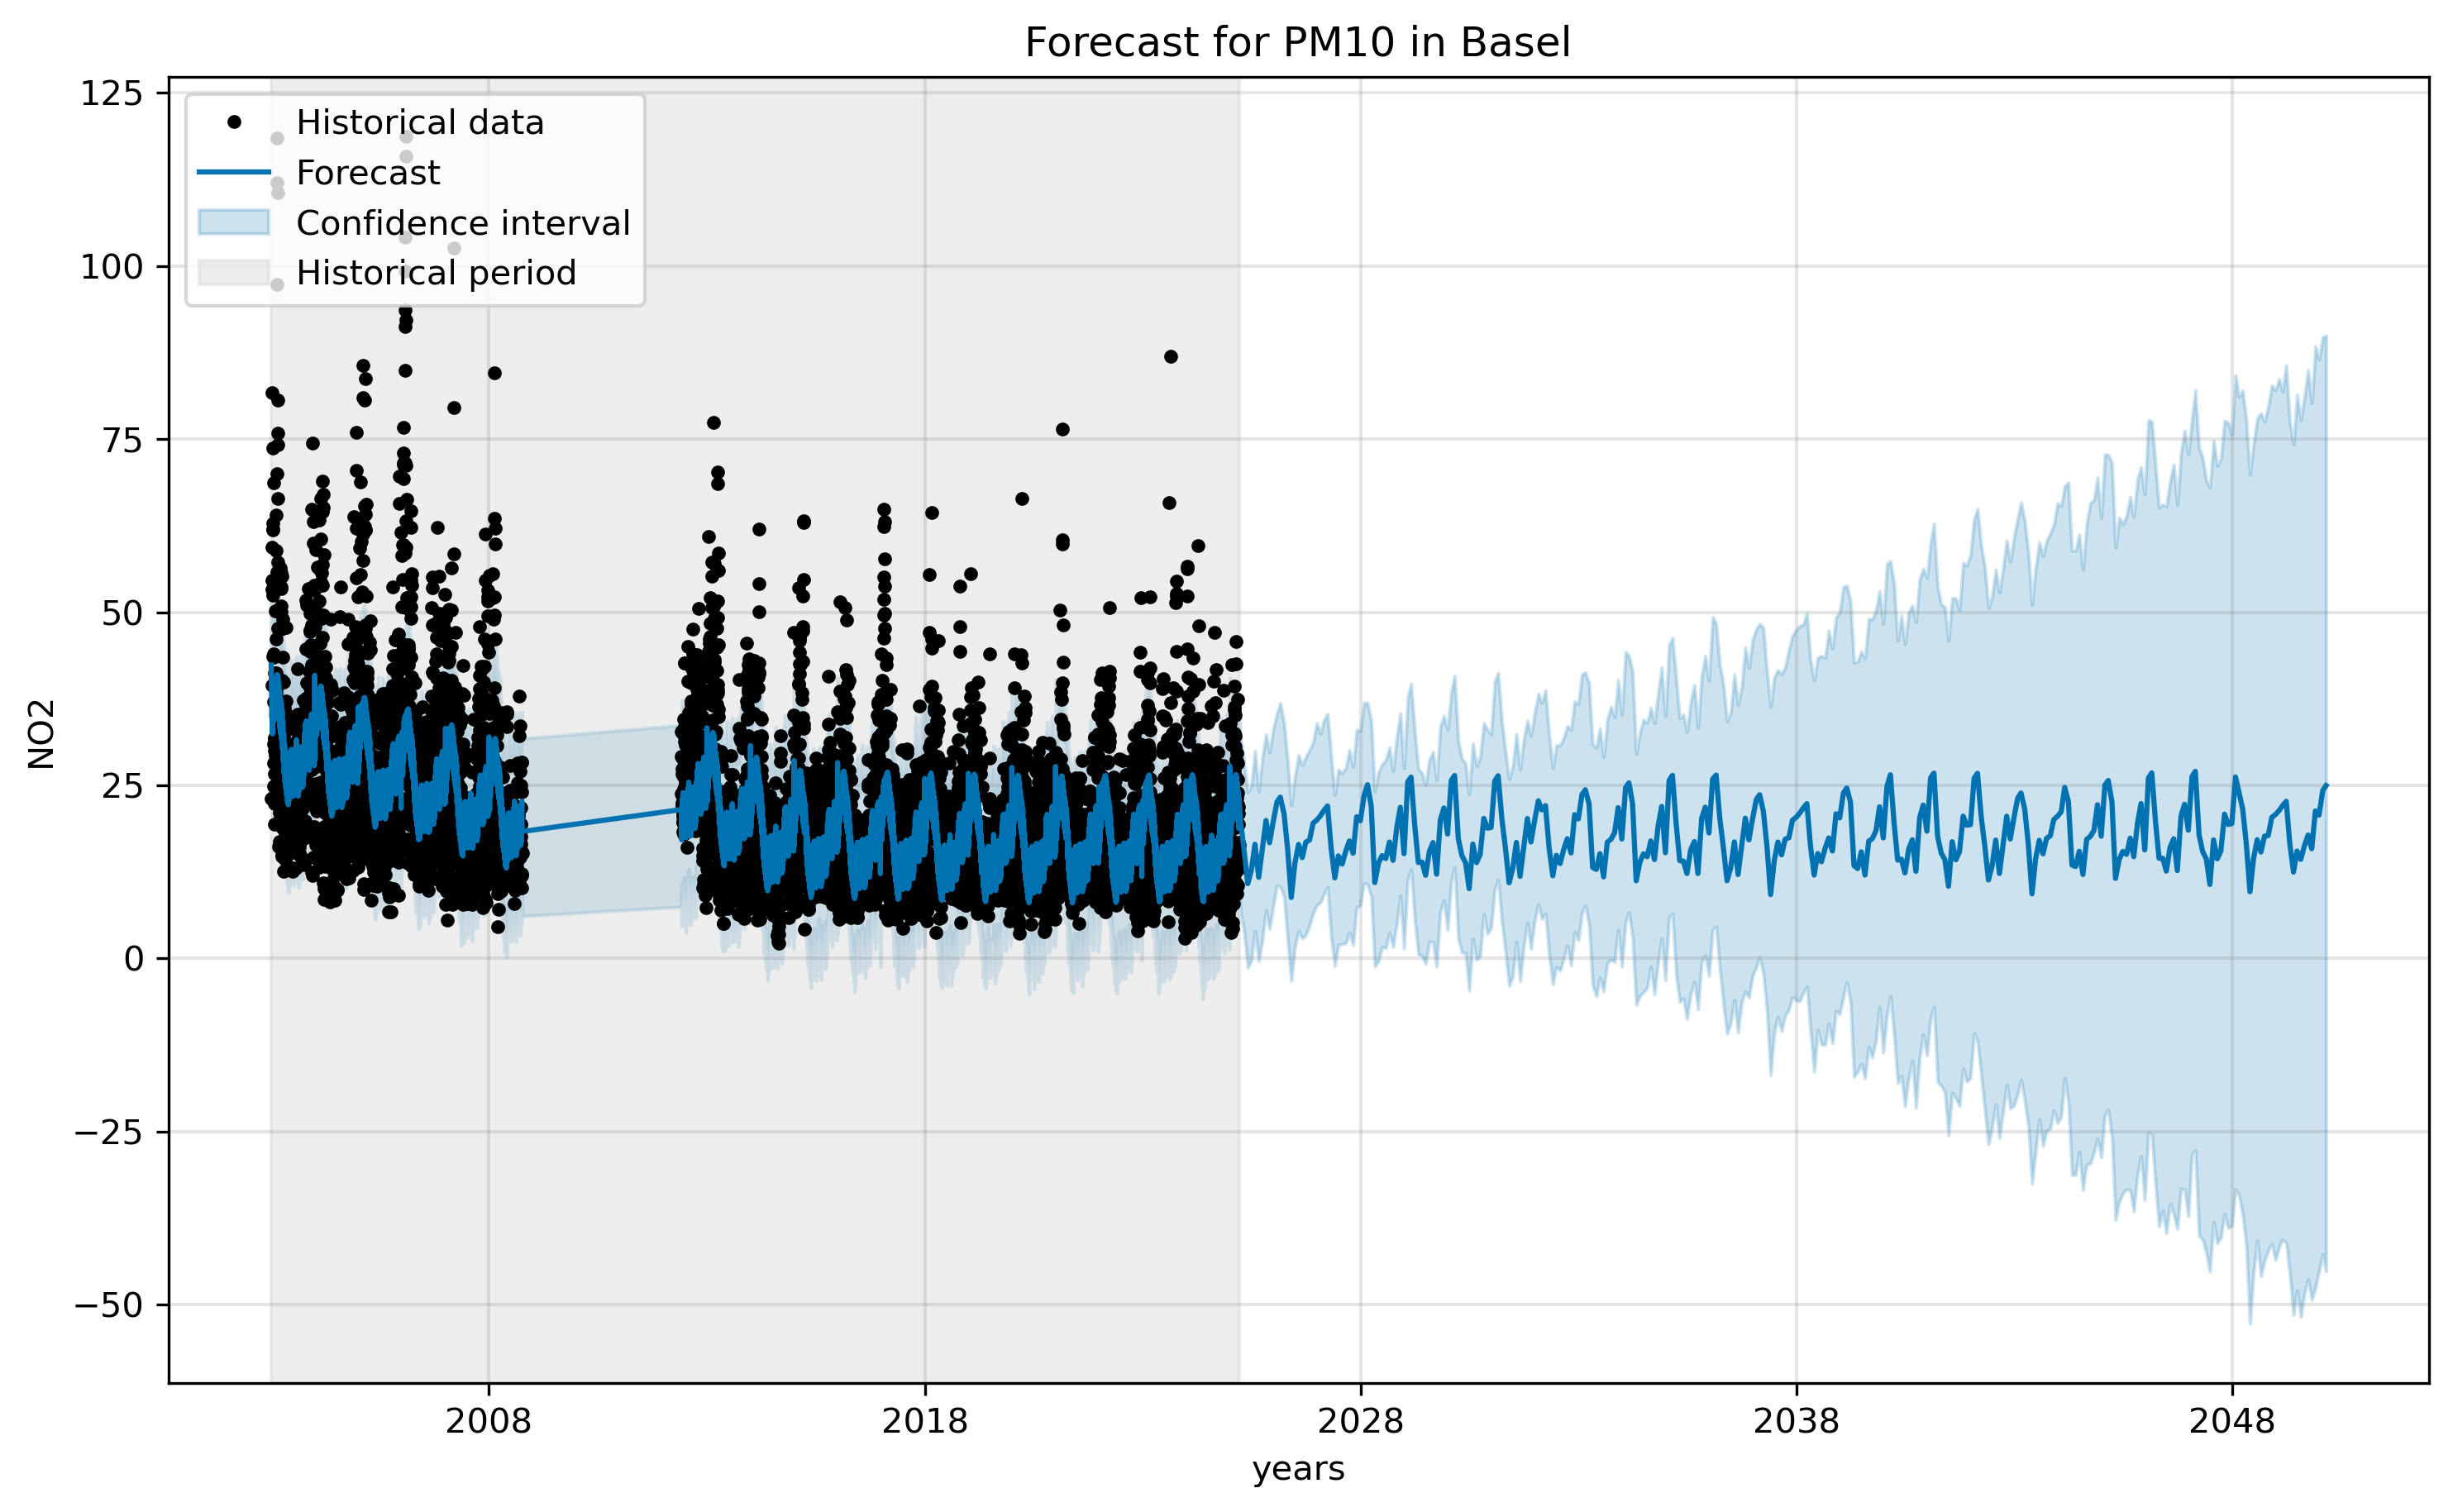 Forecast for PM10 in Basel
125
100
75
50
25
0
−25
−50
NO2
Historical data
Forecast
Confidence interval
Historical period
2008
2018
2028
2038
2048
years